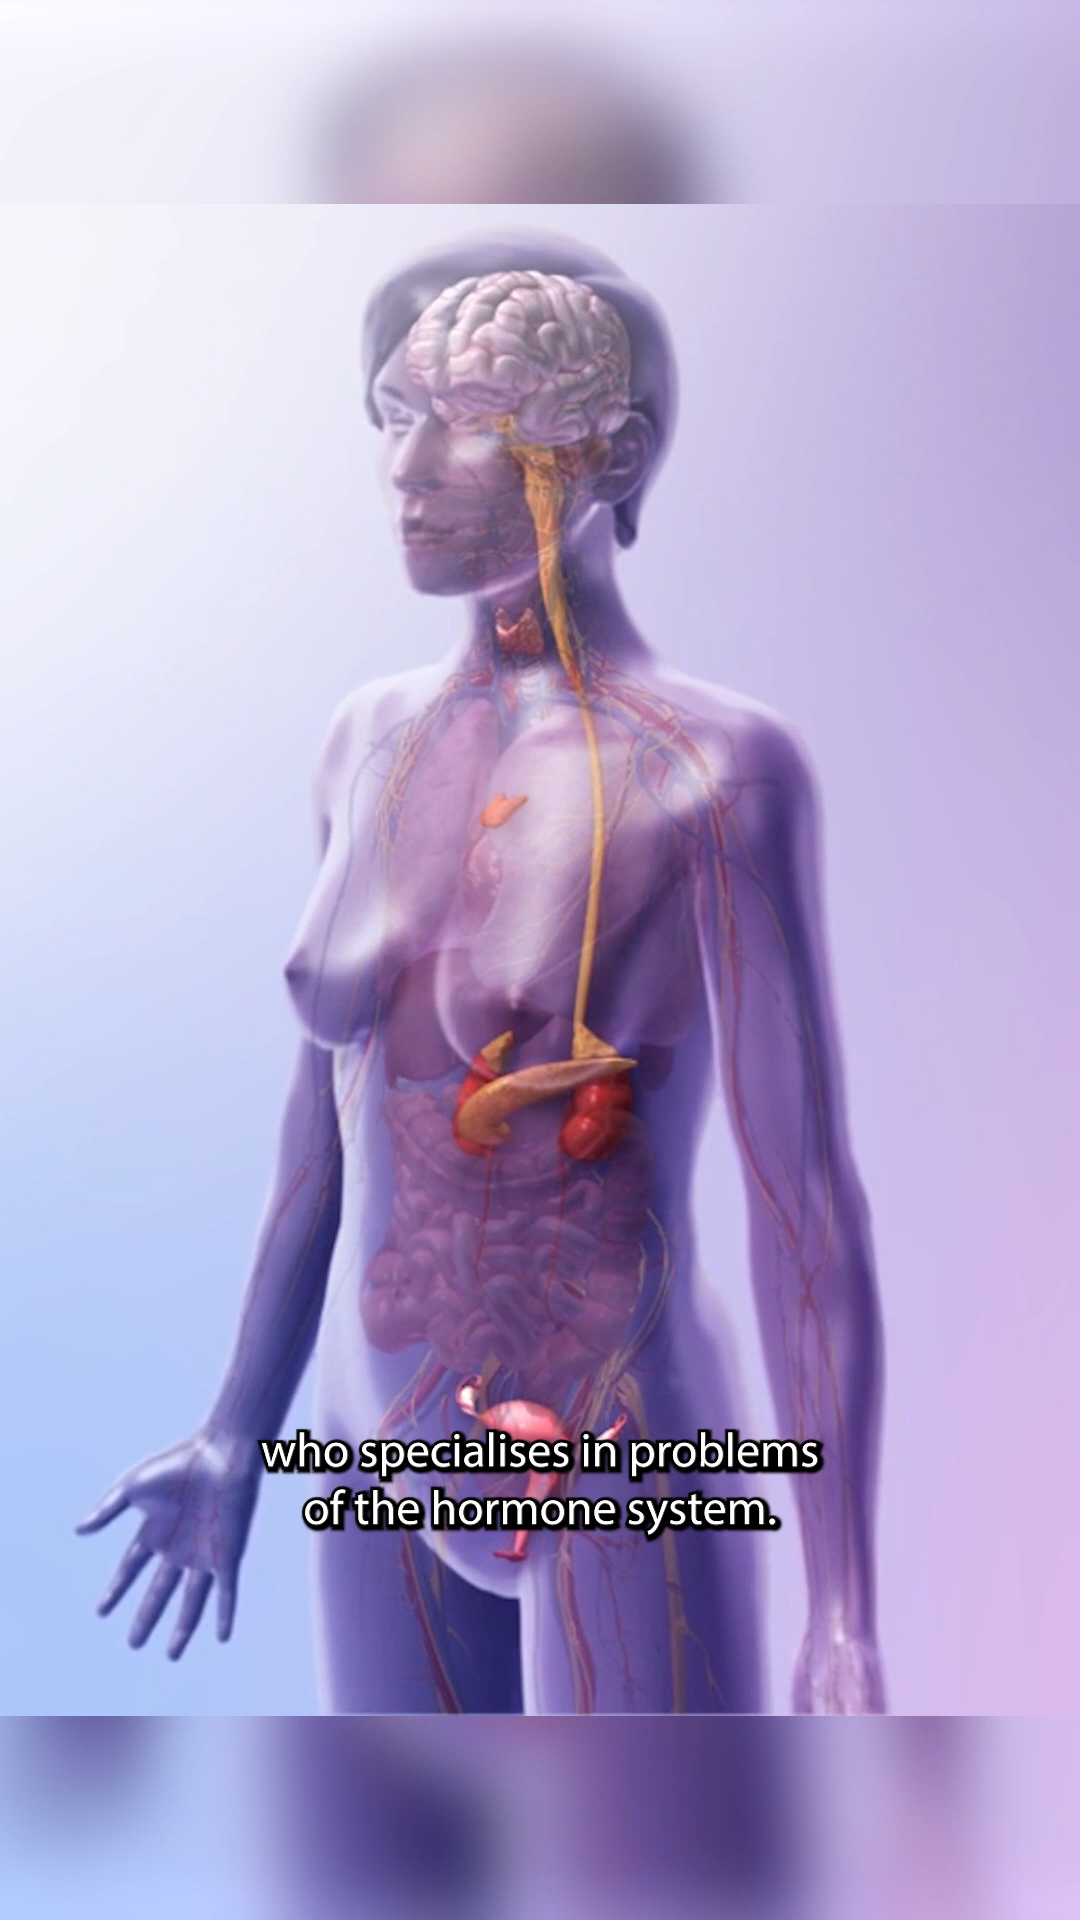 who specialises in problems
of the hormone system.